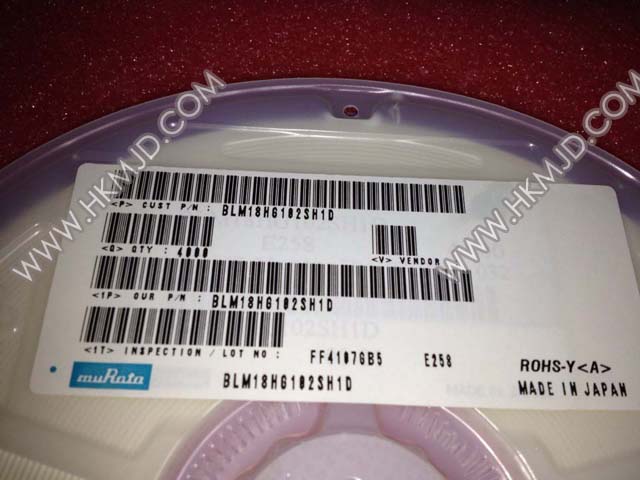 <P> CUST P/N : BLM18HG102SH1D
<Q> QTY : 4000
<V> VENDOR
<1P> OUR P/N : BLM18HG102SH1D
<1T> INSPECTION / LOT NO : FF4107GB5 E258
ROHS-Y<A>
muRata BLM18HG102SH1D
MADE IN JAPAN
WWW.HKMJD.COM
WWW.HKMJD.COM
WWW.HKMJD.COM